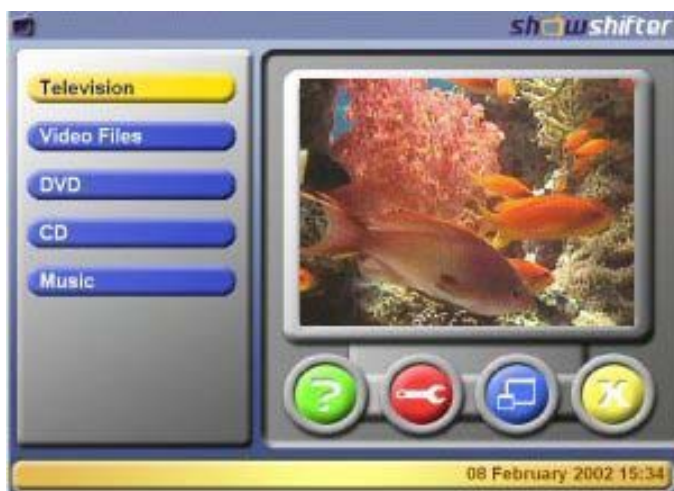 showshifter
Television
Video Files
DVD
CD
Music
?
08 February 2002 15:34